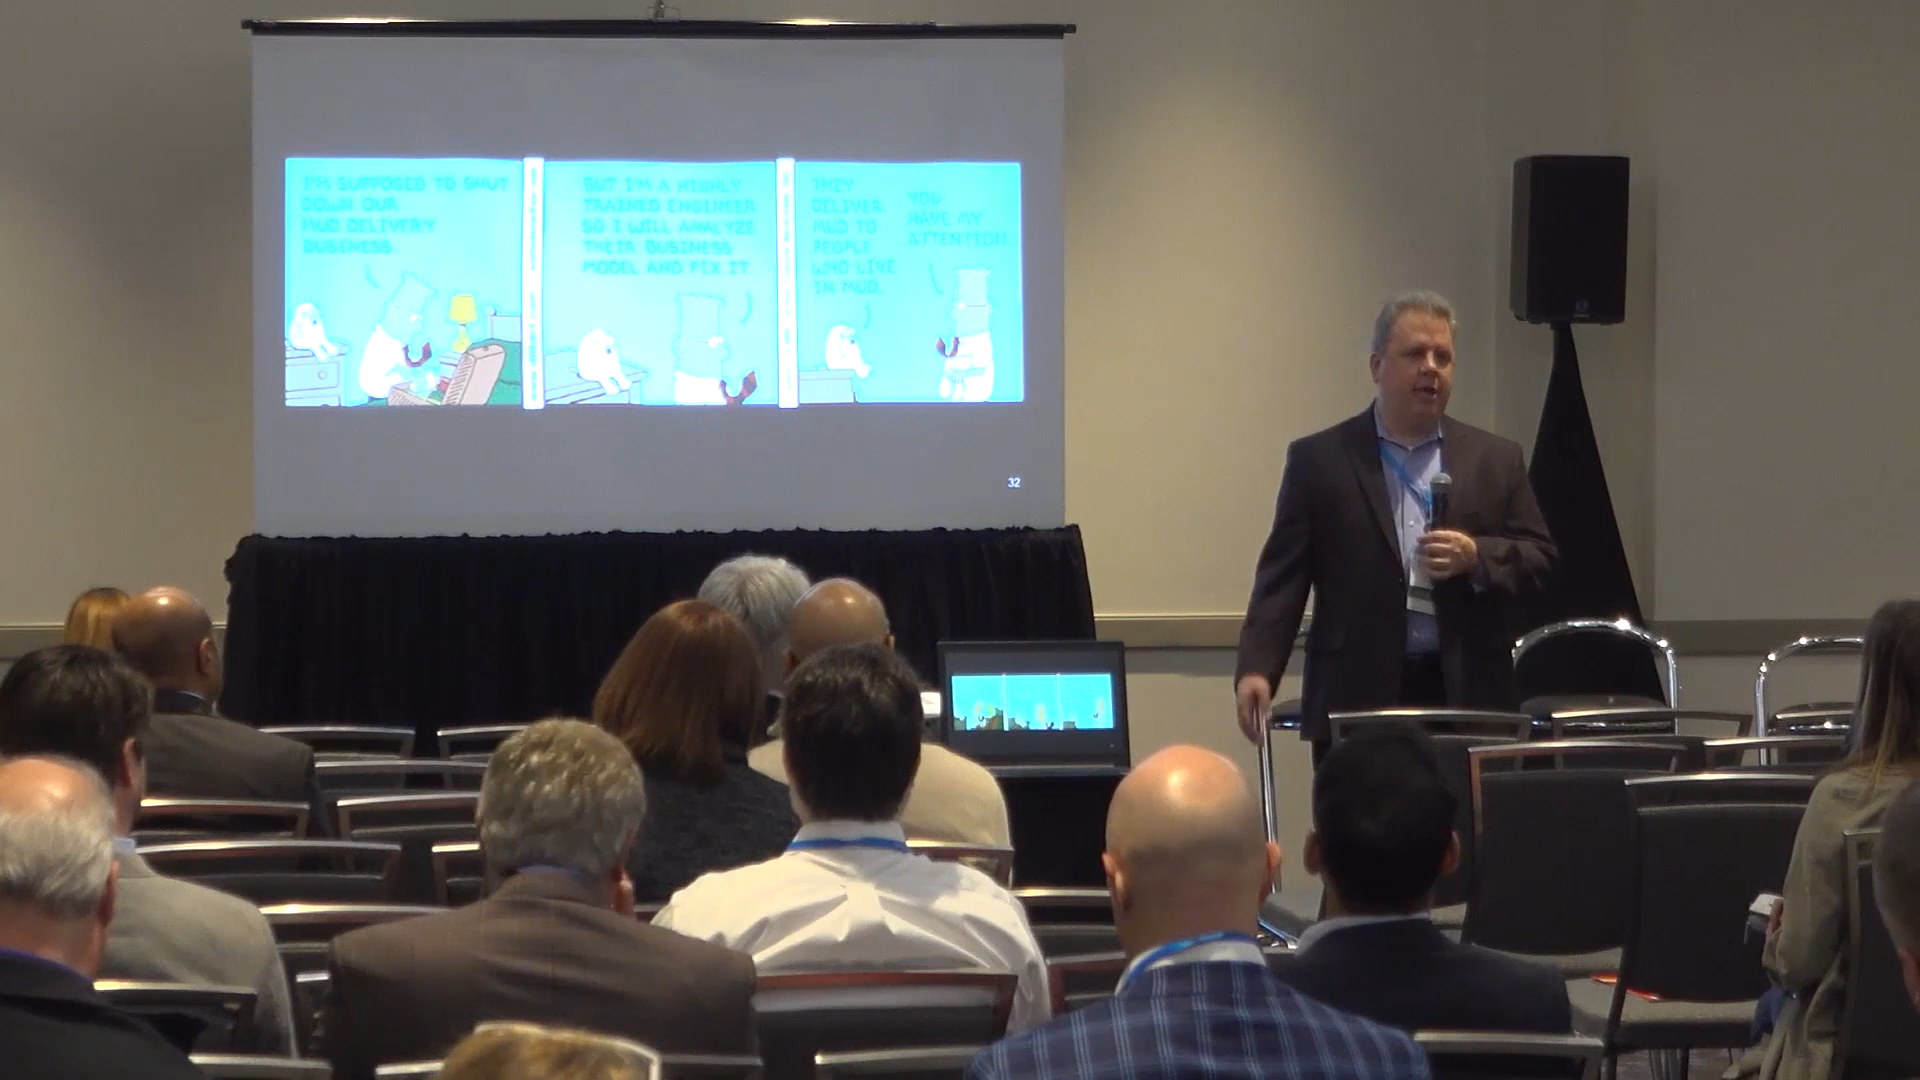 I'M SUPPOSED TO SHUT
DOWN OUR
MUD DELIVERY
BUSINESS.
BUT I'M A HIGHLY
TRAINED ENGINEER
SO I WILL ANALYZE
THEIR BUSINESS
MODEL AND FIX IT.
THEY
DELIVER
MUD TO
PEOPLE
WHO LIVE
IN MUD.
YOU
HAVE MY
ATTENTION.
32